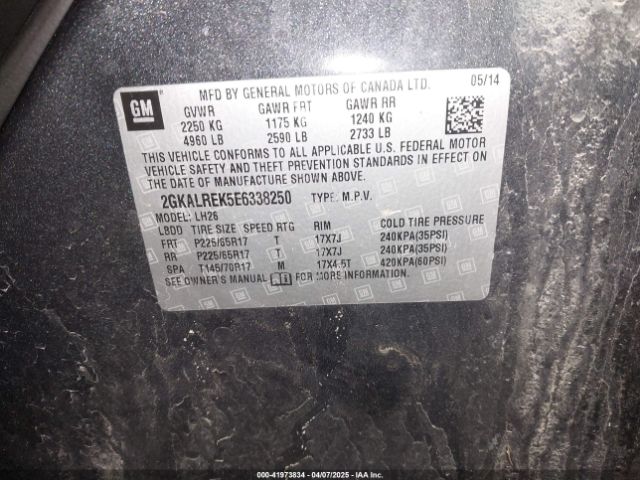 GM
MFD BY GENERAL MOTORS OF CANADA LTD. 05/14
GVWR GAWR FRT GAWR RR
2250 KG 1175 KG 1240 KG
4960 LB 2590 LB 2733 LB
THIS VEHICLE CONFORMS TO ALL APPLICABLE U.S. FEDERAL MOTOR
VEHICLE SAFETY AND THEFT PREVENTION STANDARDS IN EFFECT ON
THE DATE OF MANUFACTURE SHOWN ABOVE.
2GKALREK5E6338250 TYPE: M.P.V.
MODEL: LH26
LBDD TIRE SIZE SPEED RTG RIM COLD TIRE PRESSURE
FRT P225/65R17 T 17X7J 240KPA(35PSI)
RR P225/65R17 T 17X7J 240KPA(35PSI)
SPA T145/70R17 M 17X4.5T 420KPA(60PSI)
SEE OWNER'S MANUAL FOR MORE INFORMATION.
000-41973834 04/07/2025 - IAAI.COM